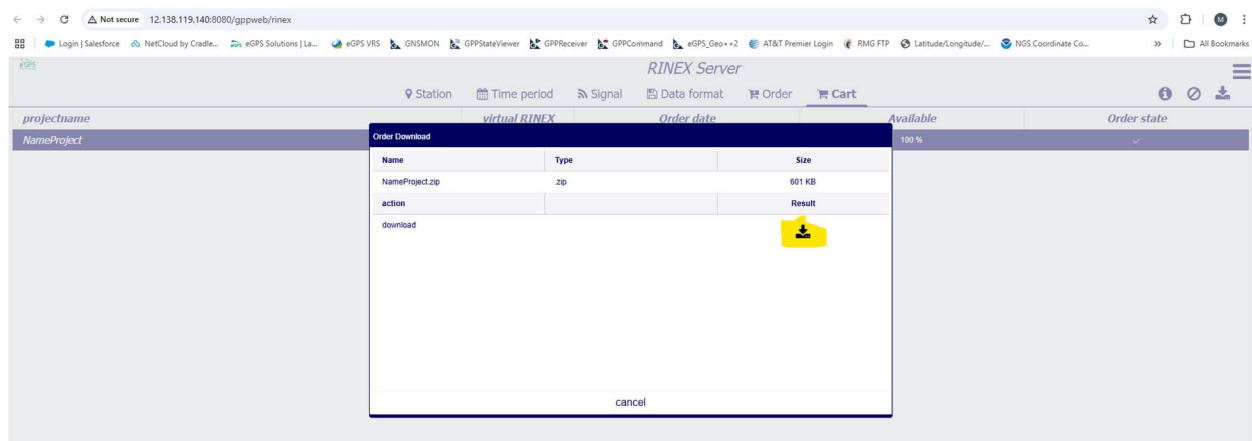 Not secure 12.138.119.140:8080/gppweb/rinex M
Login | Salesforce NetCloud by Cradle... eGPS Solutions | La... eGPS VRS GNSMON GPPStateViewer GPPReceiver GPPCommand eGPS_Geo++2 AT&T Premier Login RMG FTP Latitude/Longitude/... NGS Coordinate Co... » All Bookmarks
eGPS RINEX Server
Station Time period Signal Data format Order Cart
projectname virtual RINEX Order date Available Order state
NameProject 100 %
Order Download
Name Type Size
NameProject.zip .zip 601 KB
action Result
download
cancel